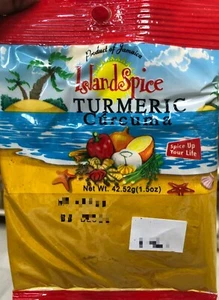 Product of Jamaica
Island Spice
TURMERIC
Curcuma
Spice Up
Your Life
Net Wt. 42.52g(1.5oz)